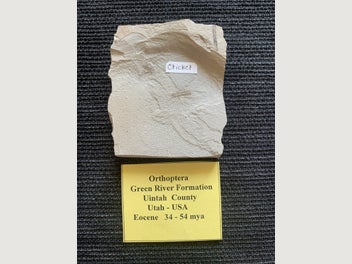 Cricket
Orthoptera
Green River Formation
Uintah County
Utah - USA
Eocene 34 - 54 mya